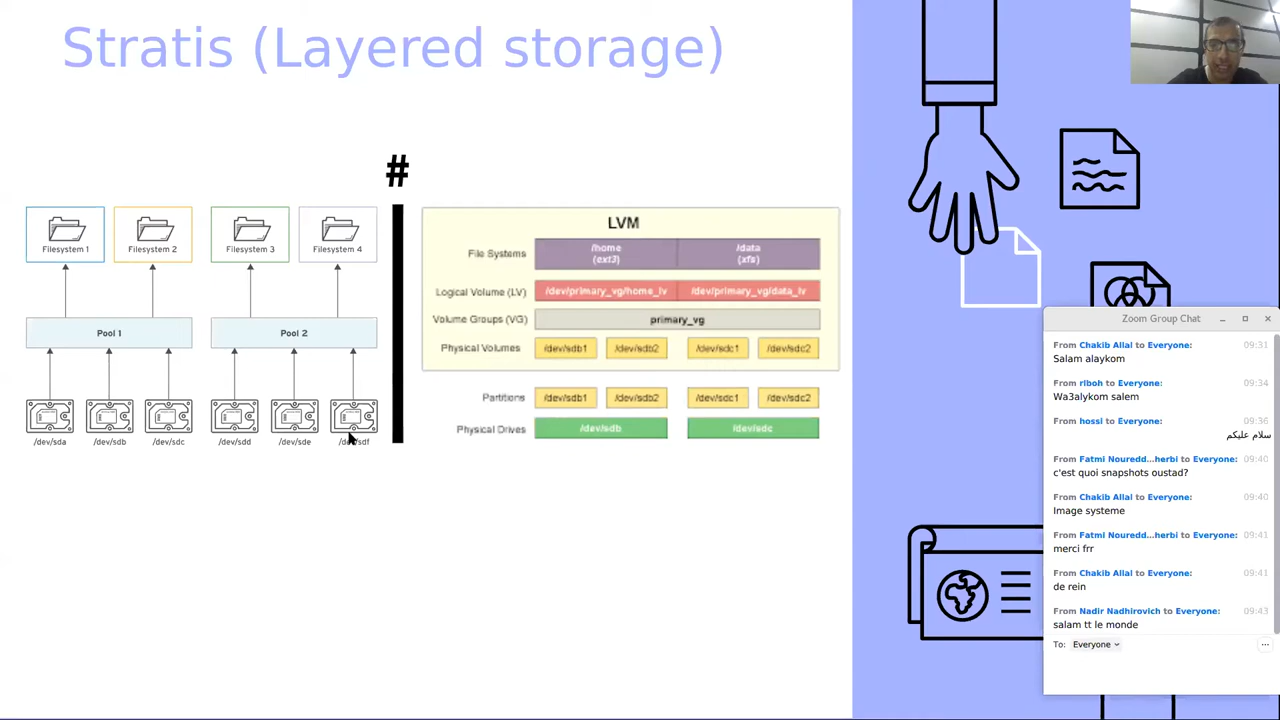 Stratis (Layered storage)
#
Filesystem 1
Filesystem 2
Filesystem 3
Filesystem 4
Pool 1
Pool 2
/dev/sda
/dev/sdb
/dev/sdc
/dev/sdd
/dev/sde
/dev/sdf
LVM
File Systems
/home
(ext3)
/data
(xfs)
Logical Volume (LV)
/dev/primary_vg/home_lv
/dev/primary_vg/data_lv
Volume Groups (VG)
primary_vg
Physical Volumes
/dev/sdb1
/dev/sdb2
/dev/sdc1
/dev/sdc2
Partitions
/dev/sdb1
/dev/sdb2
/dev/sdc1
/dev/sdc2
Physical Drives
/dev/sdb
/dev/sdc
Zoom Group Chat
From Chakib Allal to Everyone: 09:31
Salam alaykom
From riboh to Everyone: 09:34
Wa3alykom salem
From hossi to Everyone: 09:36
سلام عليكم
From Fatmi Nouredd...herbi to Everyone: 09:40
c'est quoi snapshots oustad?
From Chakib Allal to Everyone: 09:40
Image systeme
From Fatmi Nouredd...herbi to Everyone: 09:41
merci frr
From Chakib Allal to Everyone: 09:41
de rein
From Nadir Nadhirovich to Everyone: 09:43
salam tt le monde
To: Everyone